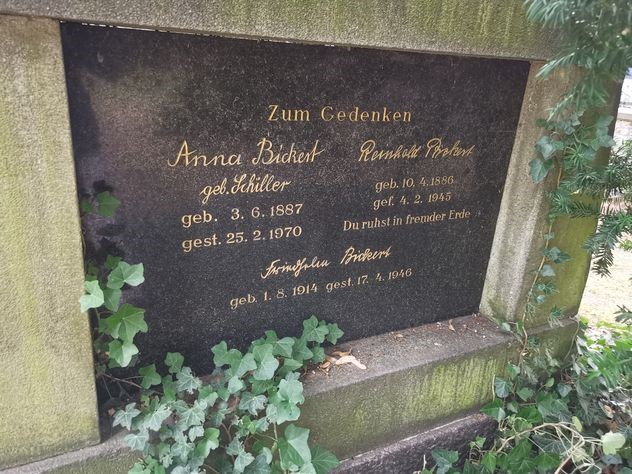 Zum Gedenken
Anna Bickert
geb. Schiller
geb. 3. 6. 1887
gest. 25. 2. 1970
Reinhold Bickert
geb. 10. 4. 1886
gef. 4. 2. 1945
Du ruhst in fremder Erde
Friedhelm Bickert
geb. 1. 8. 1914 gest. 17. 4. 1946